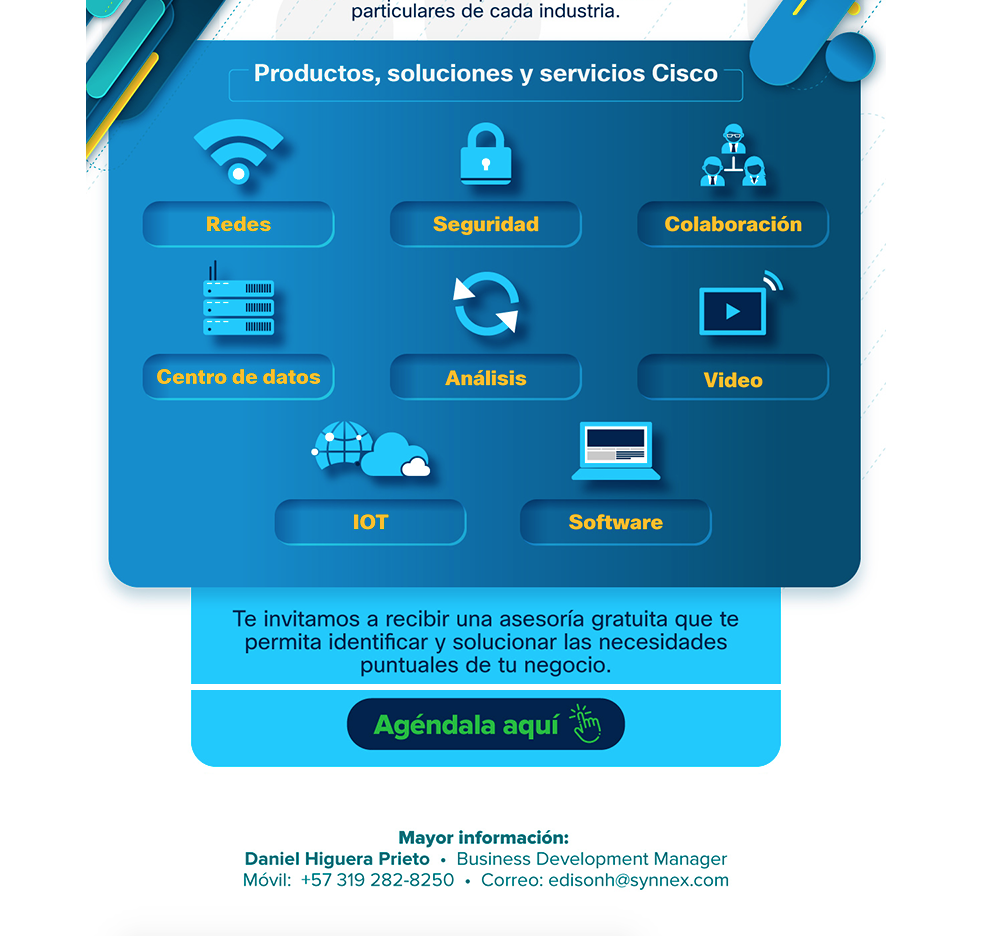 particulares de cada industria.
Productos, soluciones y servicios Cisco
Redes
Seguridad
Colaboración
Centro de datos
Análisis
Video
IOT
Software
Te invitamos a recibir una asesoría gratuita que te
permita identificar y solucionar las necesidades
puntuales de tu negocio.
Agéndala aquí
Mayor información:
Daniel Higuera Prieto • Business Development Manager
Móvil: +57 319 282-8250 • Correo: edisonh@synnex.com